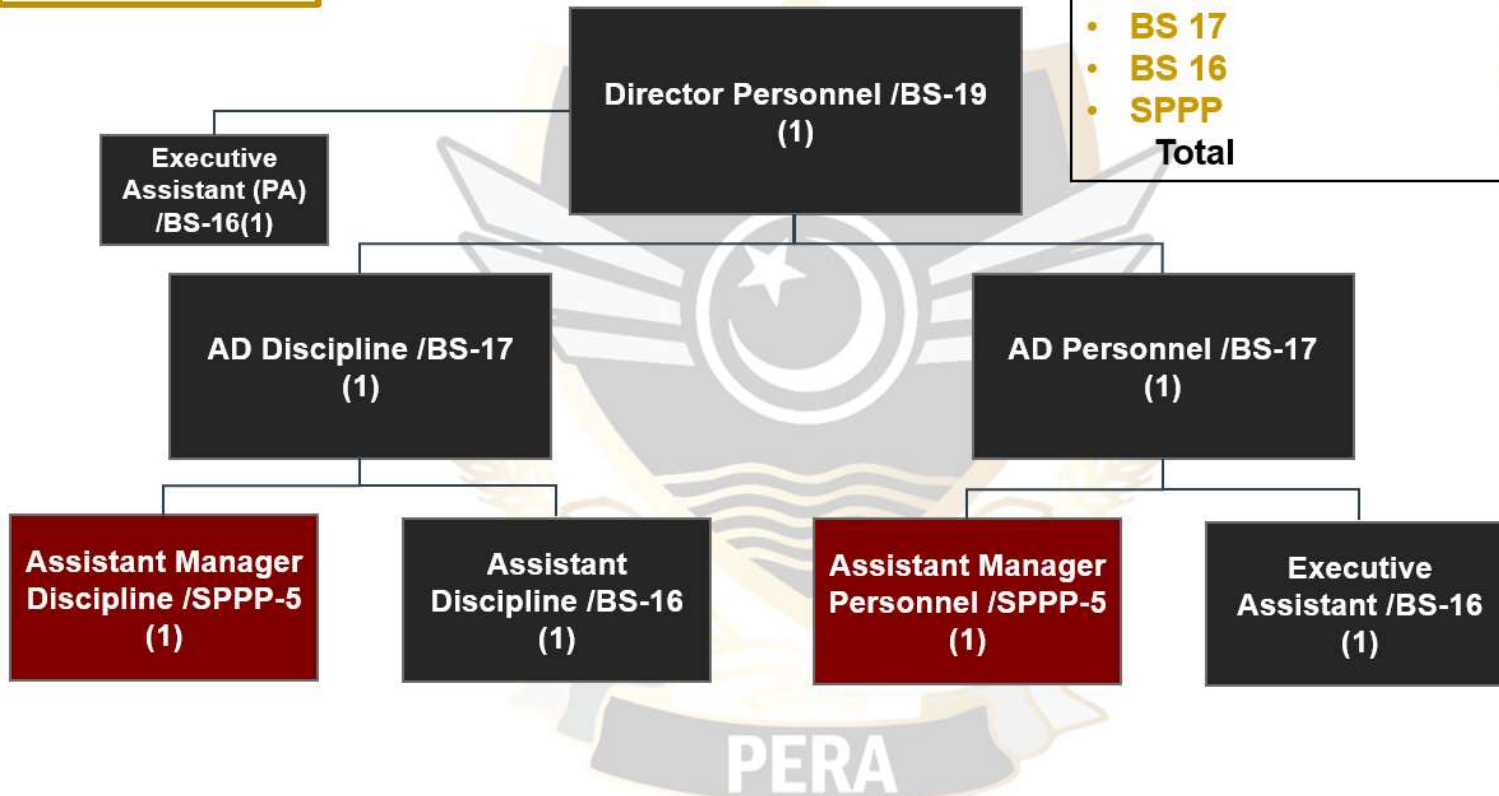 • BS 17
• BS 16
• SPPP
Total
Director Personnel /BS-19
(1)
Executive
Assistant (PA)
/BS-16(1)
AD Discipline /BS-17
(1)
AD Personnel /BS-17
(1)
Assistant Manager
Discipline /SPPP-5
(1)
Assistant
Discipline /BS-16
(1)
Assistant Manager
Personnel /SPPP-5
(1)
Executive
Assistant /BS-16
(1)
PERA